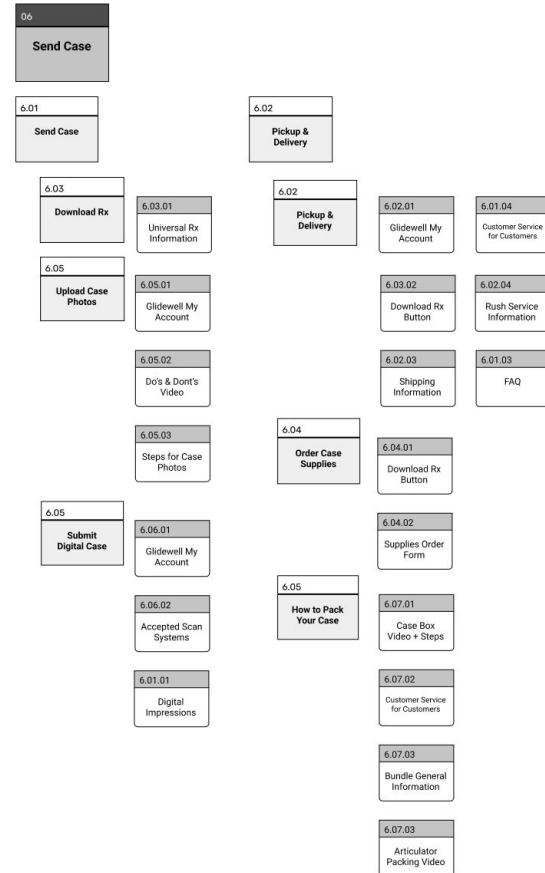 06
Send Case
6.01
Send Case
6.02
Pickup &
Delivery
6.03
Download Rx
6.03.01
Universal Rx
Information
6.05
Upload Case
Photos
6.05.01
Glidewell My
Account
6.05.02
Do's & Dont's
Video
6.05.03
Steps for Case
Photos
6.05
Submit
Digital Case
6.06.01
Glidewell My
Account
6.06.02
Accepted Scan
Systems
6.01.01
Digital
Impressions
6.02
Pickup &
Delivery
6.02.01
Glidewell My
Account
6.01.04
Customer Service
for Customers
6.03.02
Download Rx
Button
6.02.04
Rush Service
Information
6.02.03
Shipping
Information
6.01.03
FAQ
6.04
Order Case
Supplies
6.04.01
Download Rx
Button
6.04.02
Supplies Order
Form
6.05
How to Pack
Your Case
6.07.01
Case Box
Video + Steps
6.07.02
Customer Service
for Customers
6.07.03
Bundle General
Information
6.07.03
Articulator
Packing Video